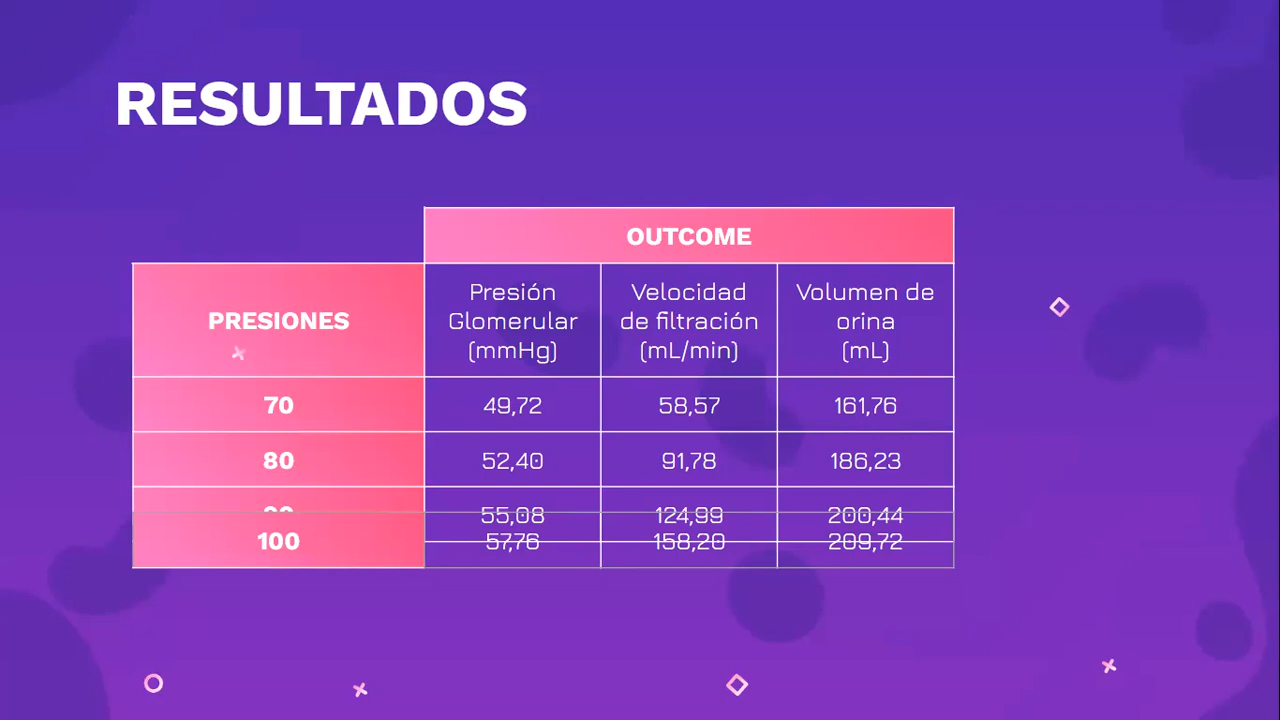 RESULTADOS
OUTCOME
PRESIONES
Presión Glomerular (mmHg)
Velocidad de filtración (mL/min)
Volumen de orina (mL)
70 49,72 58,57 161,76
80 52,40 91,78 186,23
55,08 124,99 200,44
100 57,76 158,20 209,72